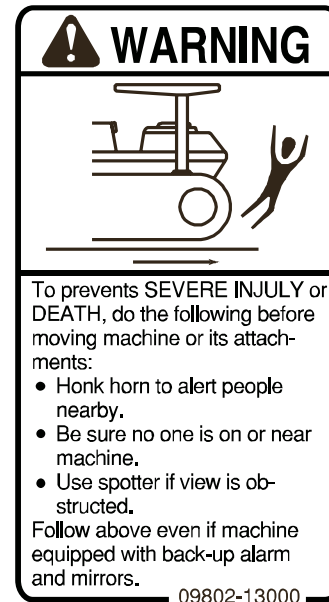 WARNING
To prevents SEVERE INJULY or
DEATH, do the following before
moving machine or its attach-
ments:
• Honk horn to alert people
nearby.
• Be sure no one is on or near
machine.
• Use spotter if view is ob-
structed.
Follow above even if machine
equipped with back-up alarm
and mirrors.
09802-13000